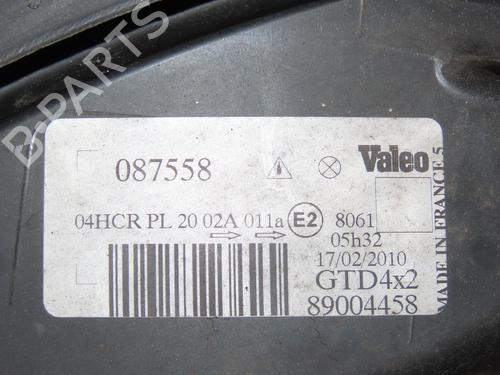 B-PARTS
087558
Valeo
04HCR PL 20 02A 011a E2 8061
05h32
17/02/2010
GTD4x2
89004458
MADE IN FRANCE 5